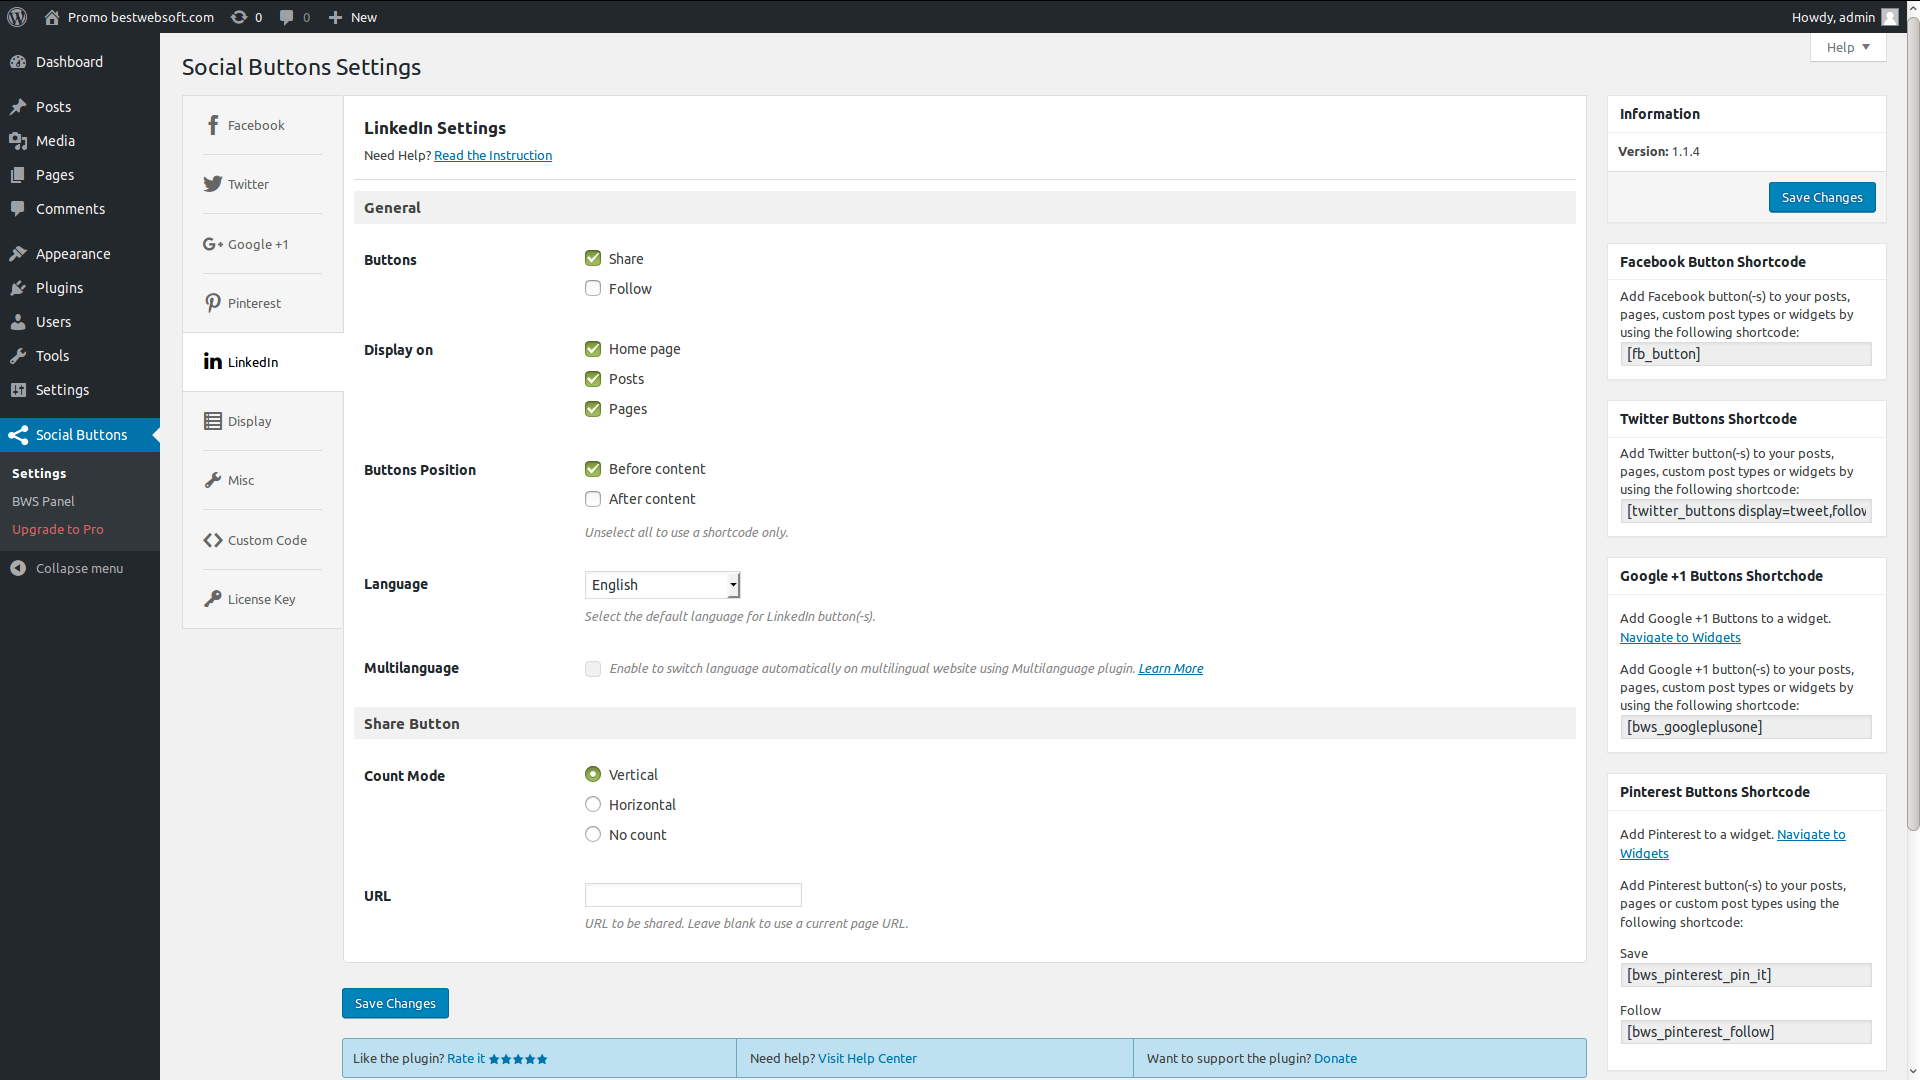 Promo bestwebsoft.com 0 0 New Howdy, admin
Help
Dashboard
Posts
Media
Pages
Comments
Appearance
Plugins
Users
Tools
Settings
Social Buttons
Settings
BWS Panel
Upgrade to Pro
Collapse menu
Social Buttons Settings
Facebook
Twitter
Google +1
Pinterest
LinkedIn
Display
Misc
Custom Code
License Key
LinkedIn Settings
Need Help? Read the Instruction
General
Buttons
Share
Follow
Display on
Home page
Posts
Pages
Buttons Position
Before content
After content
Unselect all to use a shortcode only.
Language
English
Select the default language for LinkedIn button(-s).
Multilanguage
Enable to switch language automatically on multilingual website using Multilanguage plugin. Learn More
Share Button
Count Mode
Vertical
Horizontal
No count
URL
URL to be shared. Leave blank to use a current page URL.
Save Changes
Like the plugin? Rate it
Need help? Visit Help Center
Want to support the plugin? Donate
Information
Version: 1.1.4
Save Changes
Facebook Button Shortcode
Add Facebook button(-s) to your posts,
pages, custom post types or widgets by
using the following shortcode:
[fb_button]
Twitter Buttons Shortcode
Add Twitter button(-s) to your posts,
pages, custom post types or widgets by
using the following shortcode:
[twitter_buttons display=tweet,follow
Google +1 Buttons Shortchode
Add Google +1 Buttons to a widget.
Navigate to Widgets
Add Google +1 button(-s) to your posts,
pages, custom post types or widgets by
using the following shortcode:
[bws_googleplusone]
Pinterest Buttons Shortcode
Add Pinterest to a widget. Navigate to
Widgets
Add Pinterest button(-s) to your posts,
pages or custom post types using the
following shortcode:
Save
[bws_pinterest_pin_it]
Follow
[bws_pinterest_follow]